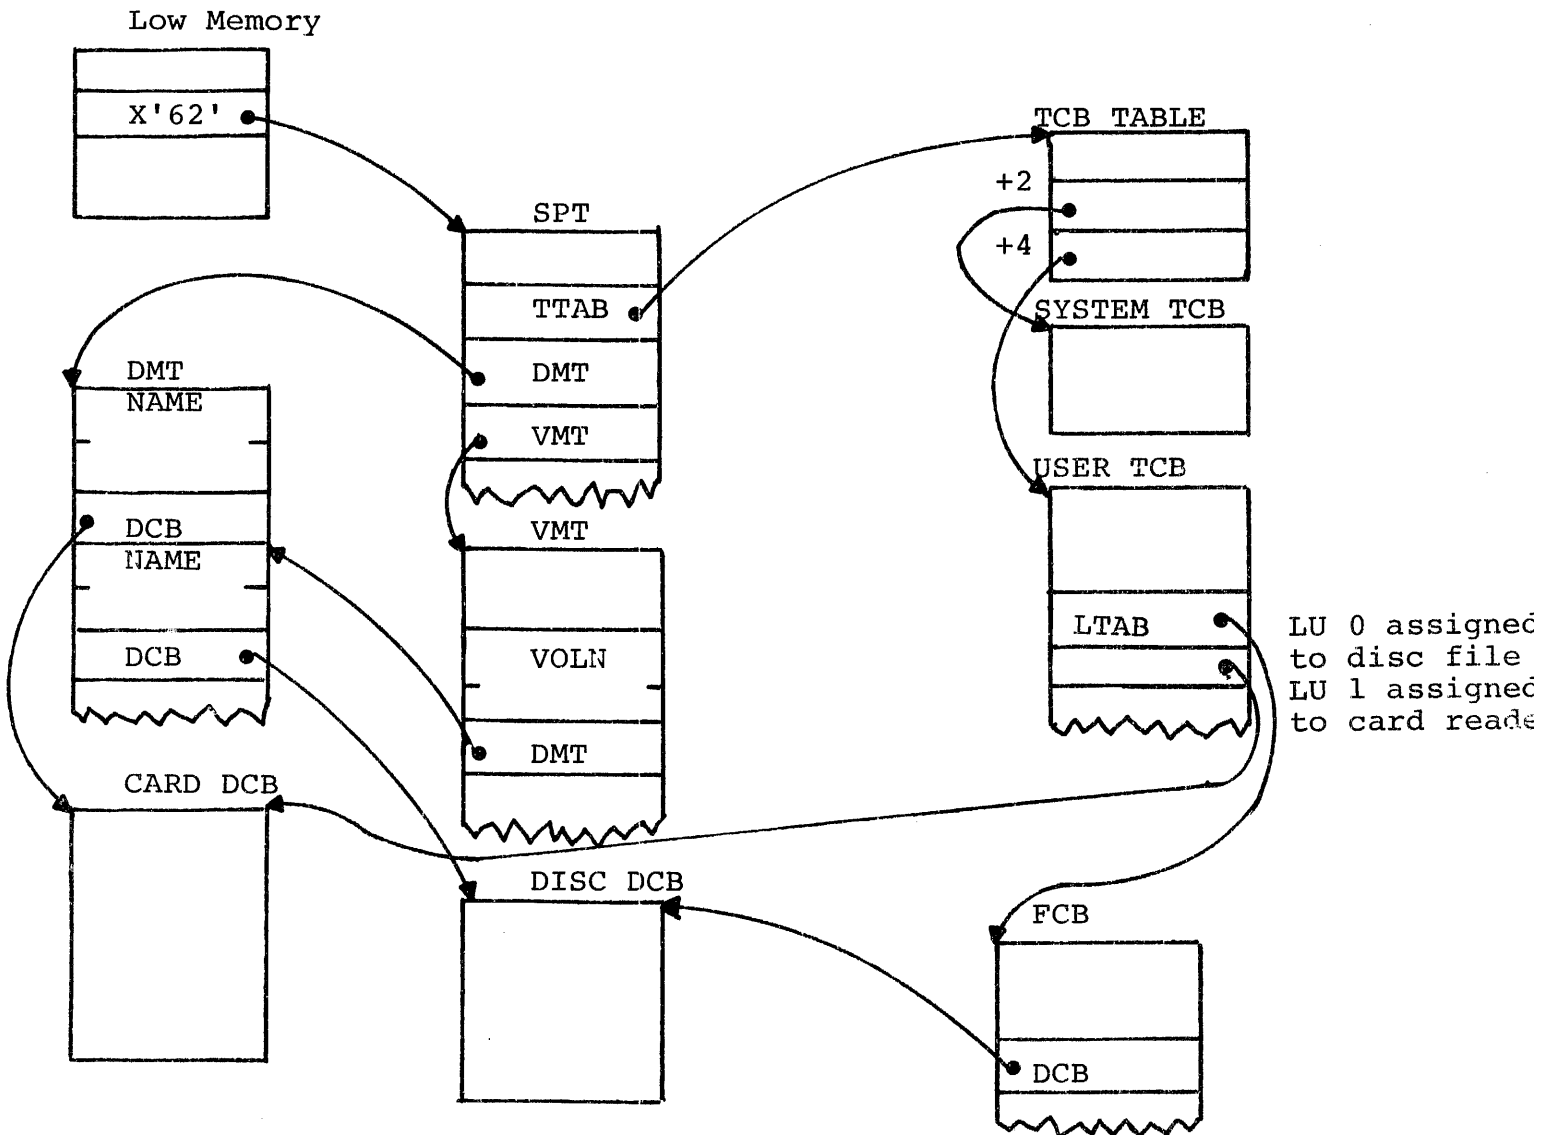 Low Memory
X'62'
SPT
TTAB
DMT
VMT
TCB TABLE
+2
+4
SYSTEM TCB
USER TCB
LTAB
LU 0 assigned
to disc file
LU 1 assigned
to card reade
DMT
NAME
DCB
NAME
DCB
VMT
VOLN
DMT
CARD DCB
DISC DCB
FCB
DCB